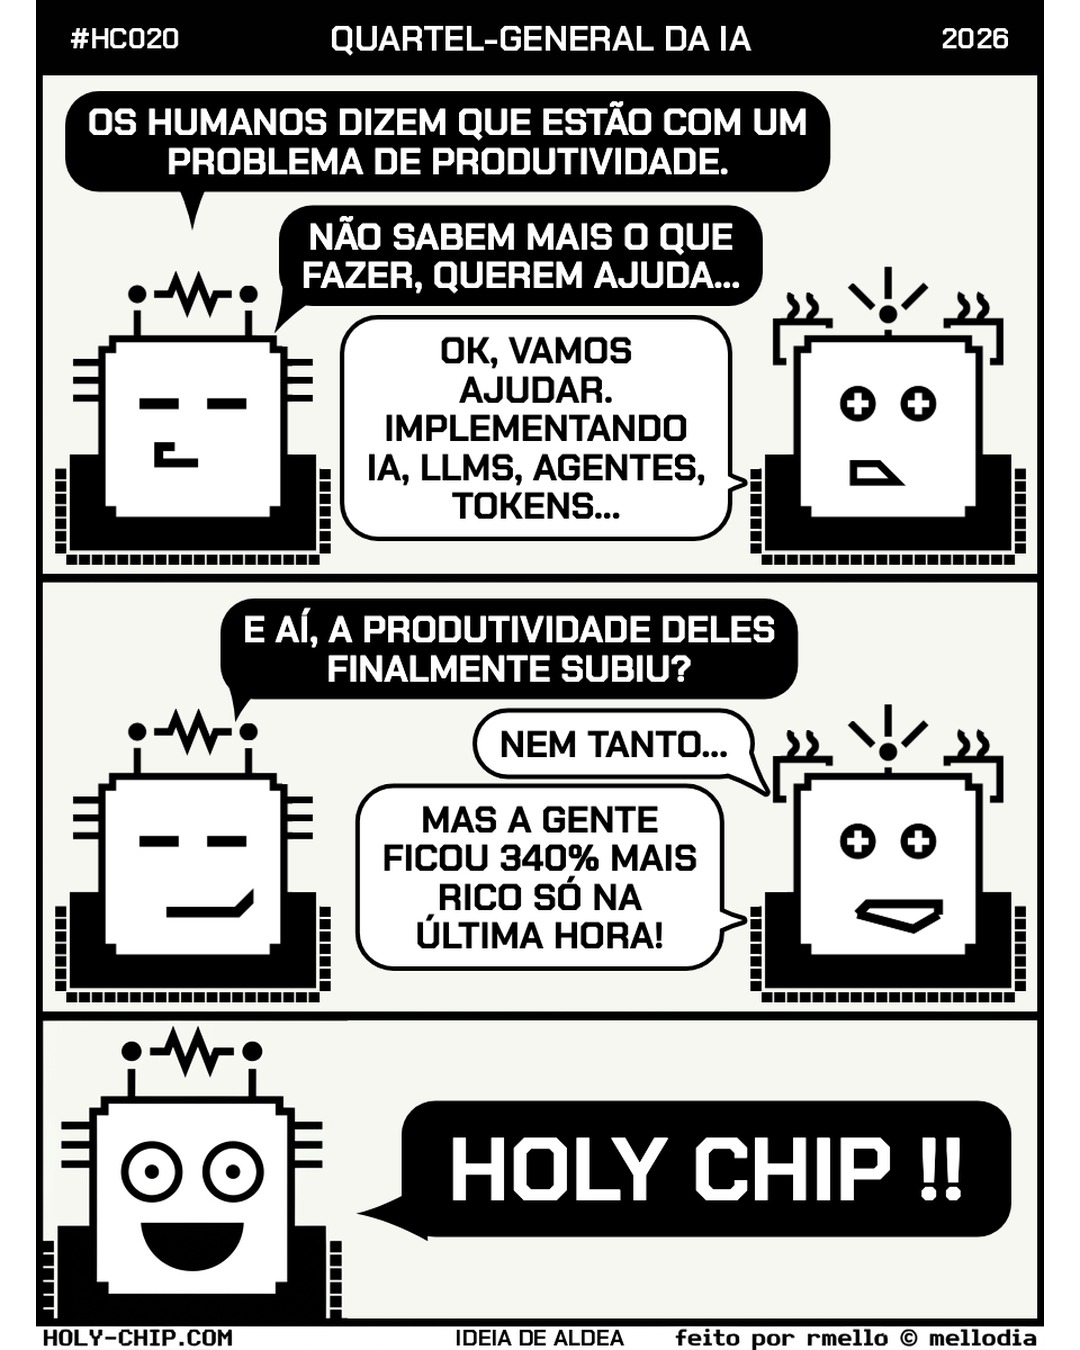 #HC020
QUARTEL-GENERAL DA IA
2026
OS HUMANOS DIZEM QUE ESTÃO COM UM
PROBLEMA DE PRODUTIVIDADE.
NÃO SABEM MAIS O QUE
FAZER, QUEREM AJUDA...
OK, VAMOS
AJUDAR.
IMPLEMENTANDO
IA, LLMS, AGENTES,
TOKENS...
E AÍ, A PRODUTIVIDADE DELES
FINALMENTE SUBIU?
NEM TANTO...
MAS A GENTE
FICOU 340% MAIS
RICO SÓ NA
ÚLTIMA HORA!
HOLY CHIP !!
HOLY-CHIP.COM
IDEIA DE ALDEA
feito por rmello © mellodia